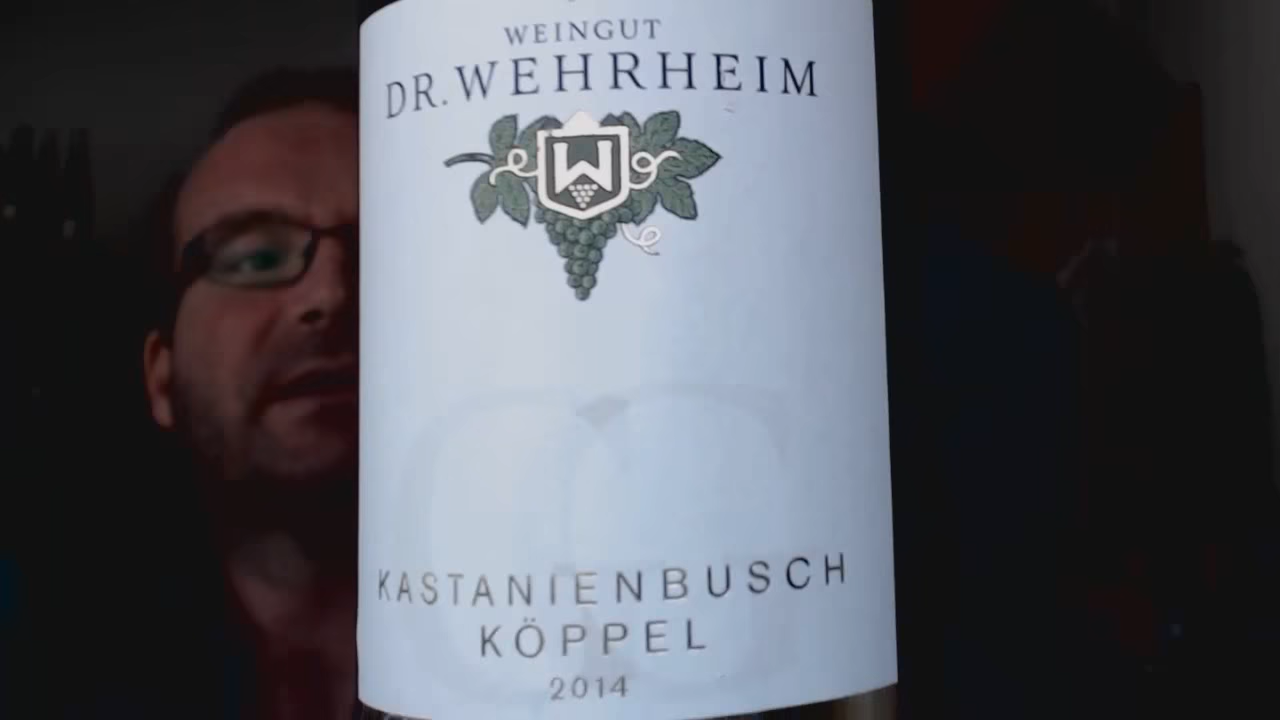 WEINGUT
DR. WEHRHEIM
W
KASTANIENBUSCH
KÖPPEL
2014